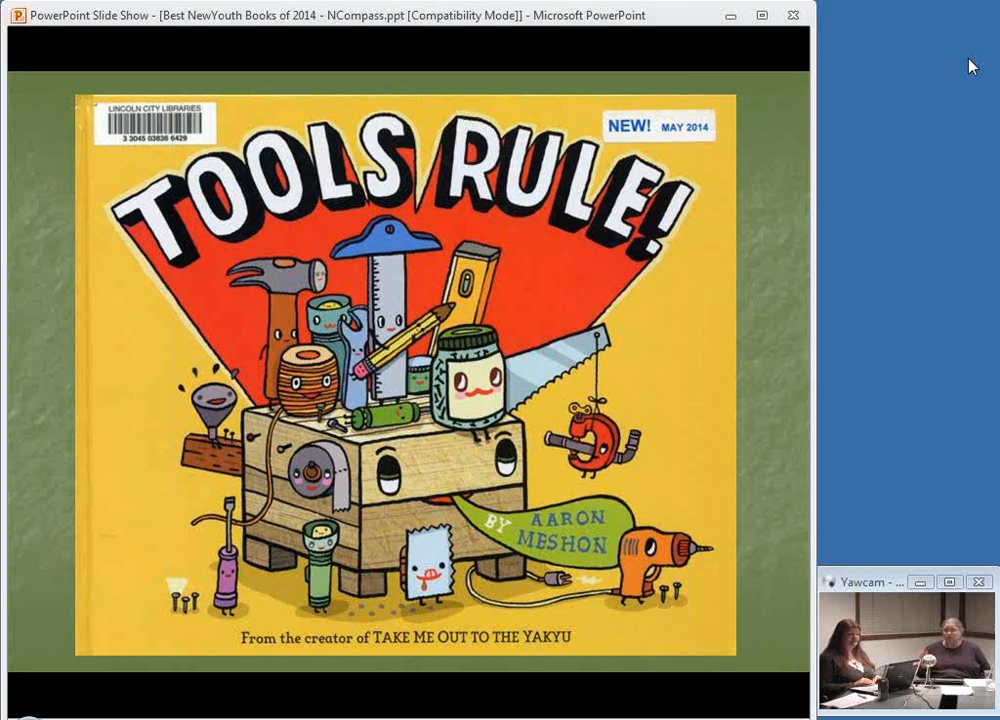 PowerPoint Slide Show - [Best NewYouth Books of 2014 - NCompass.ppt [Compatibility Mode]] - Microsoft PowerPoint
LINCOLN CITY LIBRARIES
3 3045 03836 6429
NEW! MAY 2014
TOOLS RULE!
BY AARON
MESHON
From the creator of TAKE ME OUT TO THE YAKYU
Yawcam - ...